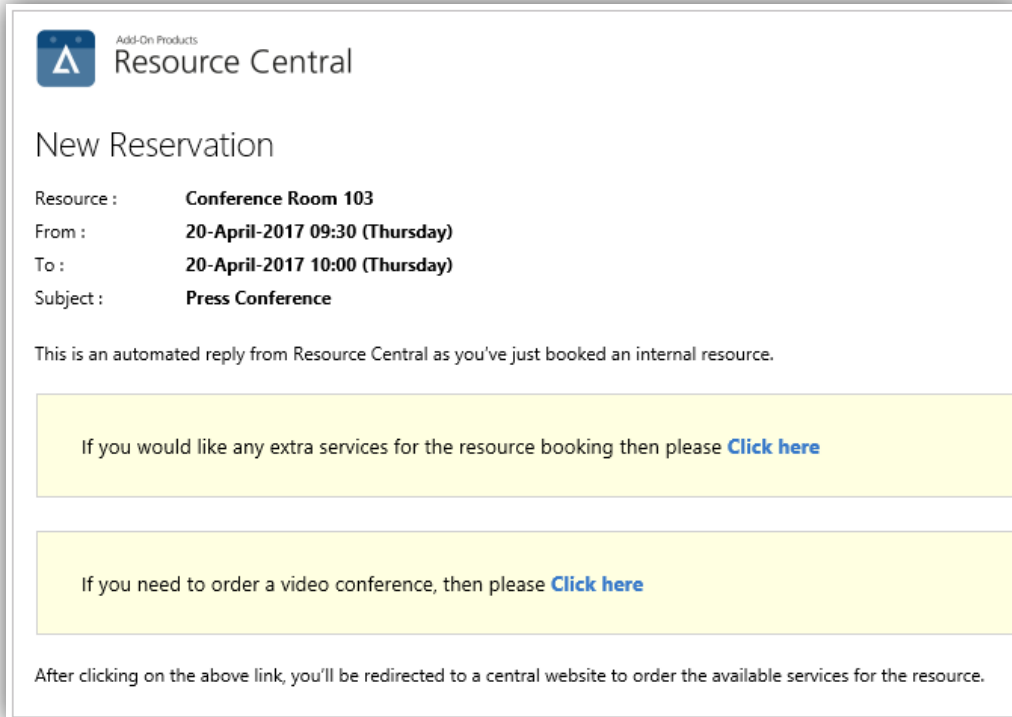 Add-On Products
Resource Central
New Reservation
Resource : Conference Room 103
From : 20-April-2017 09:30 (Thursday)
To : 20-April-2017 10:00 (Thursday)
Subject : Press Conference
This is an automated reply from Resource Central as you've just booked an internal resource.
If you would like any extra services for the resource booking then please Click here
If you need to order a video conference, then please Click here
After clicking on the above link, you'll be redirected to a central website to order the available services for the resource.